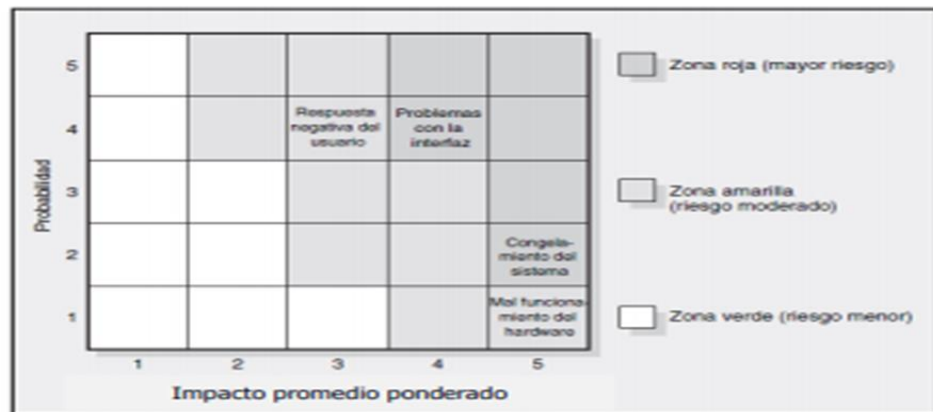 Probabilidad
5
4
3
2
1
Respuesta
negativa del
usuario
Problemas
con la
interfaz
Congela-
miento del
sistema
Mal funciona-
miento del
hardware
1
2
3
4
5
Impacto promedio ponderado
Zona roja (mayor riesgo)
Zona amarilla
(riesgo moderado)
Zona verde (riesgo menor)